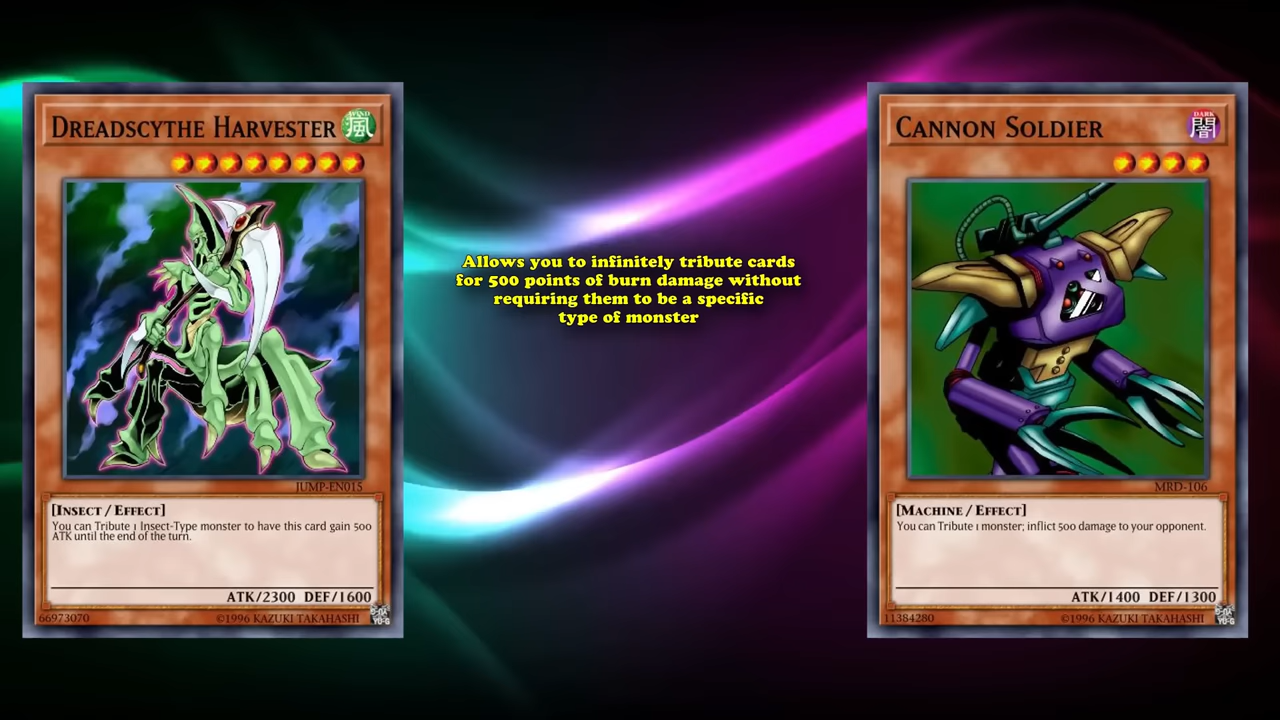 DREADSCYTHE HARVESTER
WIND
風
JUMP-EN015
[INSECT / EFFECT]
You can Tribute 1 Insect-Type monster to have this card gain 500
ATK until the end of the turn.
ATK/2300 DEF/1600
66973070
©1996 KAZUKI TAKAHASHI
Allows you to infinitely tribute cards
for 500 points of burn damage without
requiring them to be a specific
type of monster
CANNON SOLDIER
DARK
闇
MRD-106
[MACHINE / EFFECT]
You can Tribute 1 monster; inflict 500 damage to your opponent.
ATK/1400 DEF/1300
11384280
©1996 KAZUKI TAKAHASHI